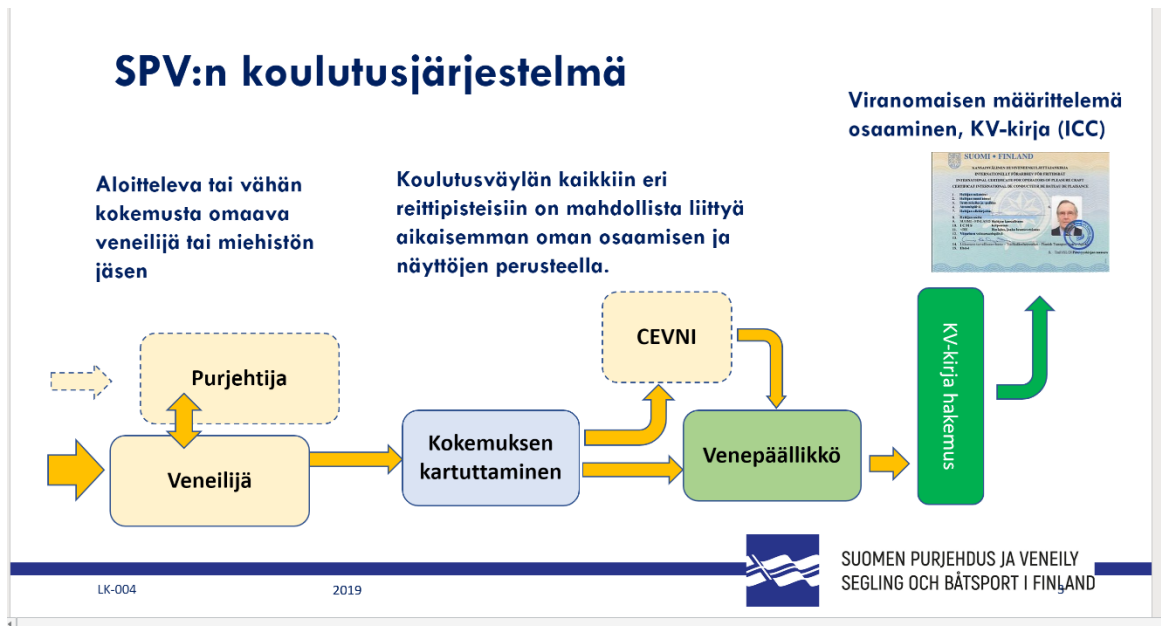 SPV:n koulutusjärjestelmä
Viranomaisen määrittelemä
osaaminen, KV-kirja (ICC)
SUOMI • FINLAND
Aloitteleva tai vähän
kokemusta omaava
veneilijä tai miehistön
jäsen
Koulutusväylän kaikkiin eri
reittipisteisiin on mahdollista liittyä
aikaisemman oman osaamisen ja
näyttöjen perusteella.
Purjehtija
Veneilijä
Kokemuksen
kartuttaminen
CEVNI
Venepäällikkö
KV-kirja hakemus
SUOMEN PURJEHDUS JA VENEILY
SEGLING OCH BÅTSPORT I FINLAND
LK-004
2019